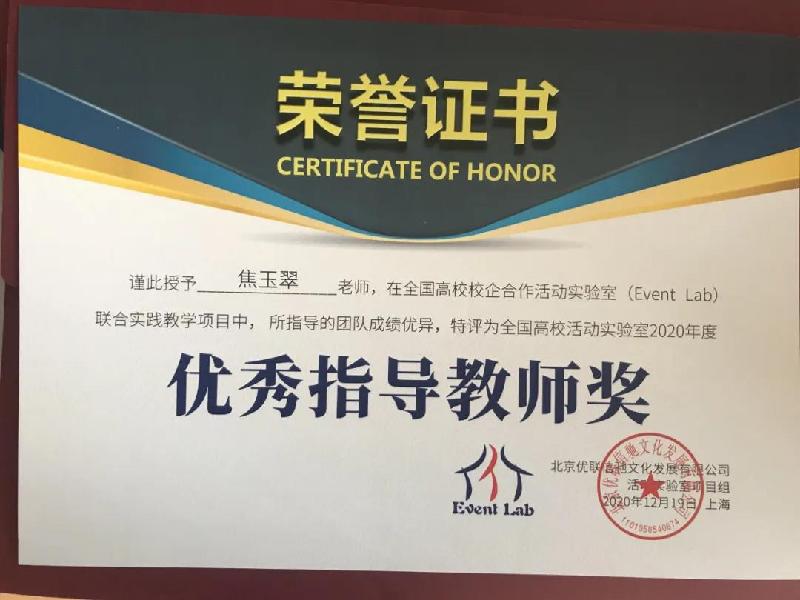 荣誉证书
CERTIFICATE OF HONOR
谨此授予 焦玉翠 老师，在全国高校校企合作活动实验室（Event Lab）
联合实践教学项目中， 所指导的团队成绩优异，特评为全国高校活动实验室2020年度
优秀指导教师奖
Event Lab
北京优联信驰文化发展有限公司
活动实验室项目组
2020年12月19日 上海